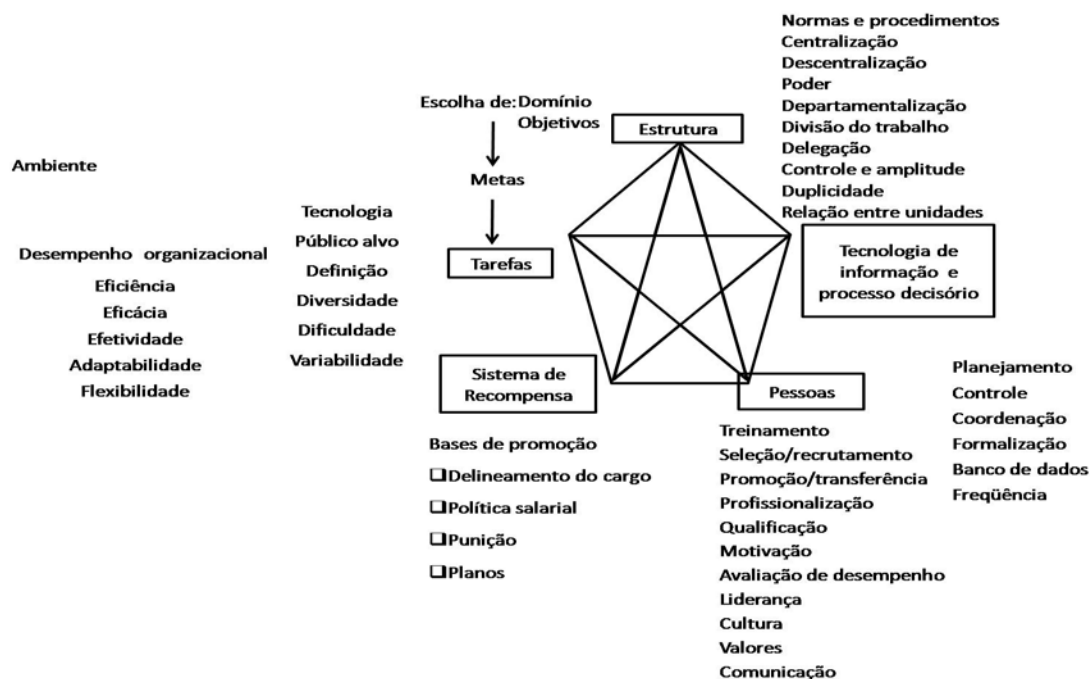 Normas e procedimentos
Centralização
Descentralização
Poder
Departamentalização
Divisão do trabalho
Delegação
Controle e amplitude
Duplicidade
Relação entre unidades
Escolha de: Domínio
Objetivos
Estrutura
Ambiente
Metas
Tarefas
Tecnologia
Público alvo
Definição
Diversidade
Dificuldade
Variabilidade
Desempenho organizacional
Eficiência
Eficácia
Efetividade
Adaptabilidade
Flexibilidade
Tecnologia de
informação e
processo decisório
Sistema de
Recompensa
Pessoas
Planejamento
Controle
Coordenação
Formalização
Banco de dados
Freqüência
Bases de promoção
❑Delineamento do cargo
❑Política salarial
❑Punição
❑Planos
Treinamento
Seleção/recrutamento
Promoção/transferência
Profissionalização
Qualificação
Motivação
Avaliação de desempenho
Liderança
Cultura
Valores
Comunicação